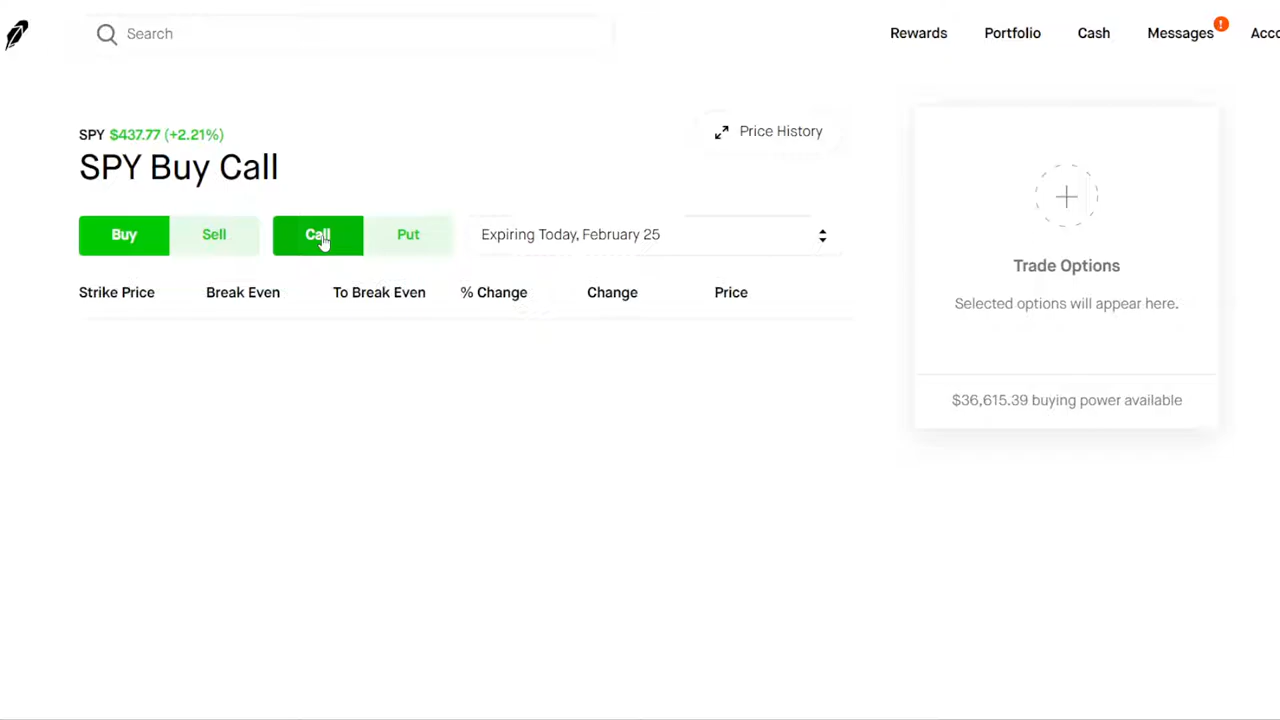 Search
Rewards
Portfolio
Cash
Messages
!
Acco
SPY $437.77 (+2.21%)
SPY Buy Call
Price History
Buy
Sell
Call
Put
Expiring Today, February 25
Strike Price
Break Even
To Break Even
% Change
Change
Price
Trade Options
Selected options will appear here.
$36,615.39 buying power available